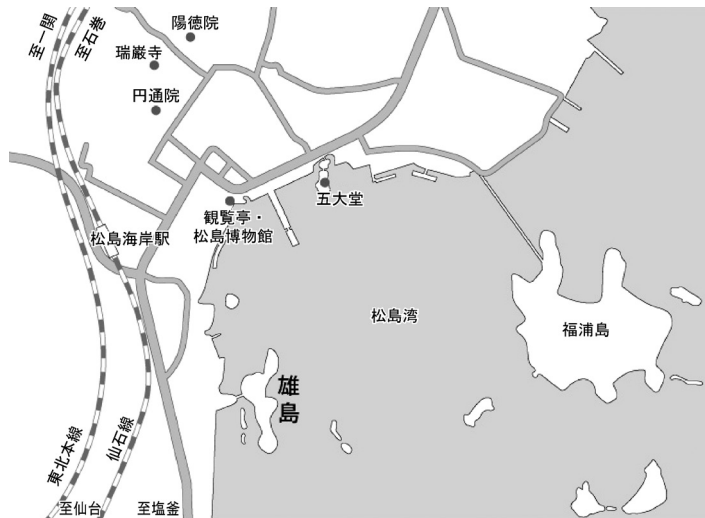 至一関
至石巻
陽徳院
瑞巌寺
円通院
五大堂
観覧亭・
松島博物館
松島海岸駅
松島湾
福浦島
雄島
東北本線
仙石線
至仙台
至塩釜